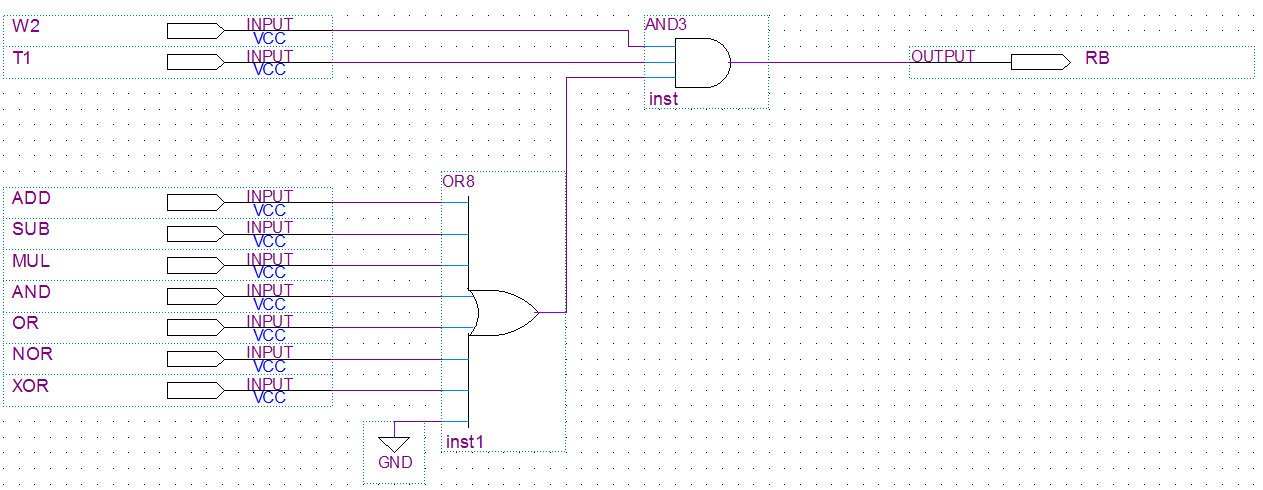 W2 INPUT VCC
T1 INPUT VCC
AND3
inst
OUTPUT RB
OR8
ADD INPUT VCC
SUB INPUT VCC
MUL INPUT VCC
AND INPUT VCC
OR INPUT VCC
NOR INPUT VCC
XOR INPUT VCC
inst1
GND